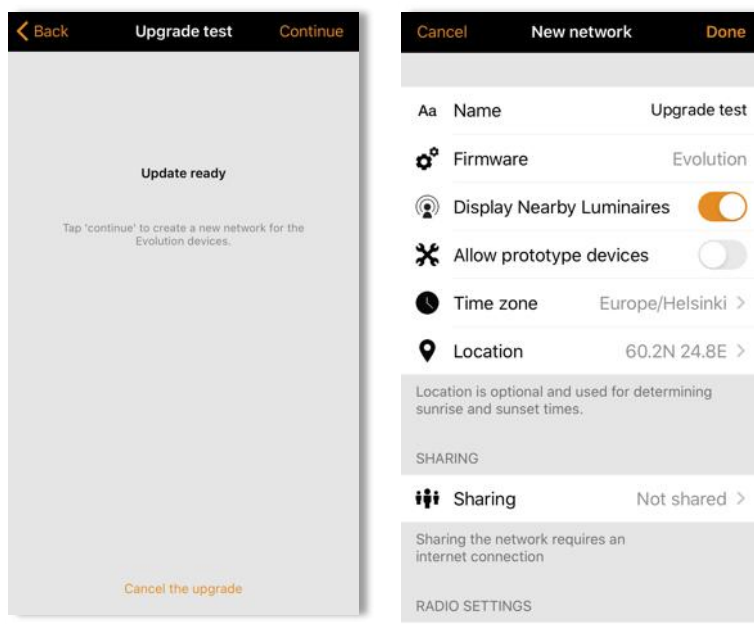 Back Upgrade test Continue
Update ready
Tap 'continue' to create a new network for the
Evolution devices.
Cancel the upgrade
Cancel New network Done
Aa Name Upgrade test
Firmware Evolution
Display Nearby Luminaires
Allow prototype devices
Time zone Europe/Helsinki
Location 60.2N 24.8E
Location is optional and used for determining
sunrise and sunset times.
SHARING
Sharing Not shared
Sharing the network requires an
internet connection
RADIO SETTINGS